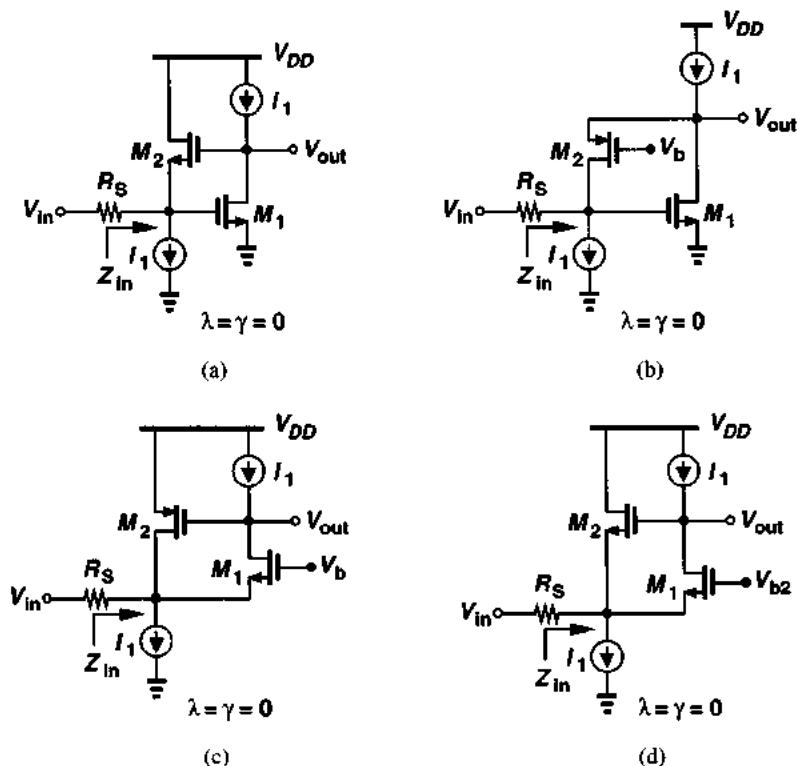 V_DD
I_1
M_2
V_out
R_S
V_in
M_1
Z_in
I_1
λ = γ = 0
(a)
V_DD
I_1
V_out
M_2
V_b
R_S
V_in
M_1
Z_in
I_1
λ = γ = 0
(b)
V_DD
I_1
M_2
V_out
M_1
V_b
R_S
V_in
Z_in
I_1
λ = γ = 0
(c)
V_DD
I_1
M_2
V_out
M_1
V_b2
R_S
V_in
Z_in
I_1
λ = γ = 0
(d)